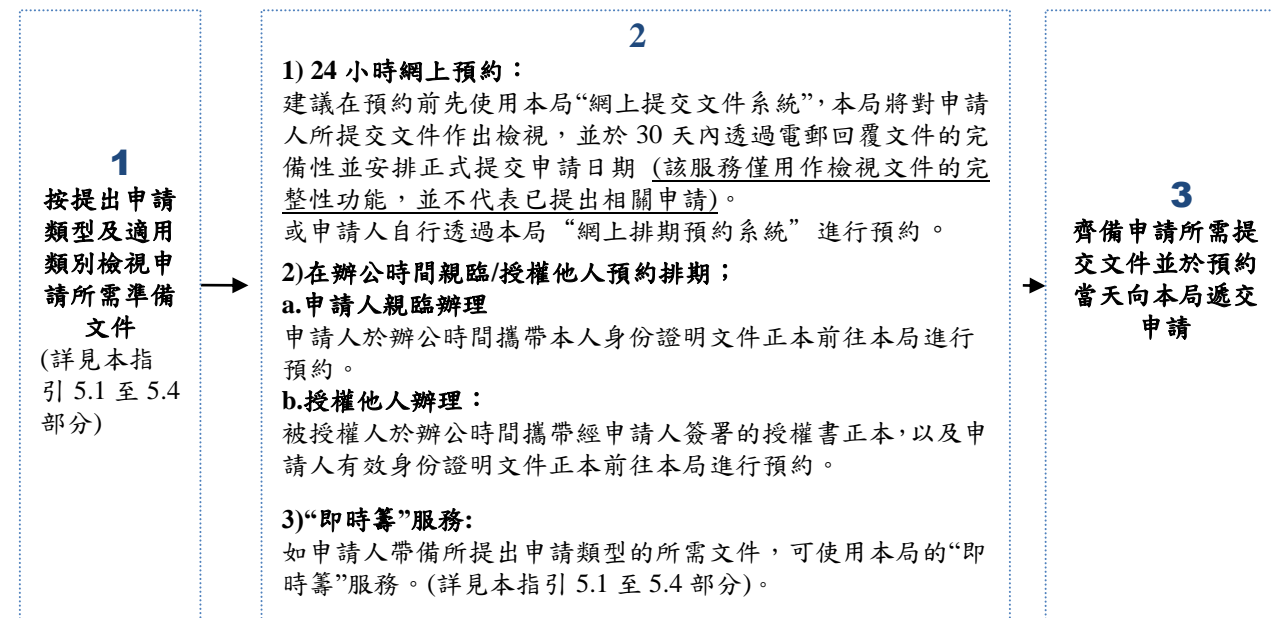 1
按提出申請
類型及適用
類別檢視申
請所需準備
文件
(詳見本指
引 5.1 至 5.4
部分)
2
1) 24 小時網上預約：
建議在預約前先使用本局“網上提交文件系統”，本局將對申請
人所提交文件作出檢視，並於 30 天內透過電郵回覆文件的完
備性並安排正式提交申請日期 (該服務僅用作檢視文件的完
整性功能，並不代表已提出相關申請)。
或申請人自行透過本局“網上排期預約系統” 進行預約。
2)在辦公時間親臨/授權他人預約排期；
a.申請人親臨辦理
申請人於辦公時間攜帶本人身份證明文件正本前往本局進行
預約。
b.授權他人辦理：
被授權人於辦公時間攜帶經申請人簽署的授權書正本，以及申
請人有效身份證明文件正本前往本局進行預約。
3)“即時籌”服務:
如申請人帶備所提出申請類型的所需文件，可使用本局的“即
時籌”服務。(詳見本指引 5.1 至 5.4 部分)。
3
齊備申請所需提
交文件並於預約
當天向本局遞交
申請